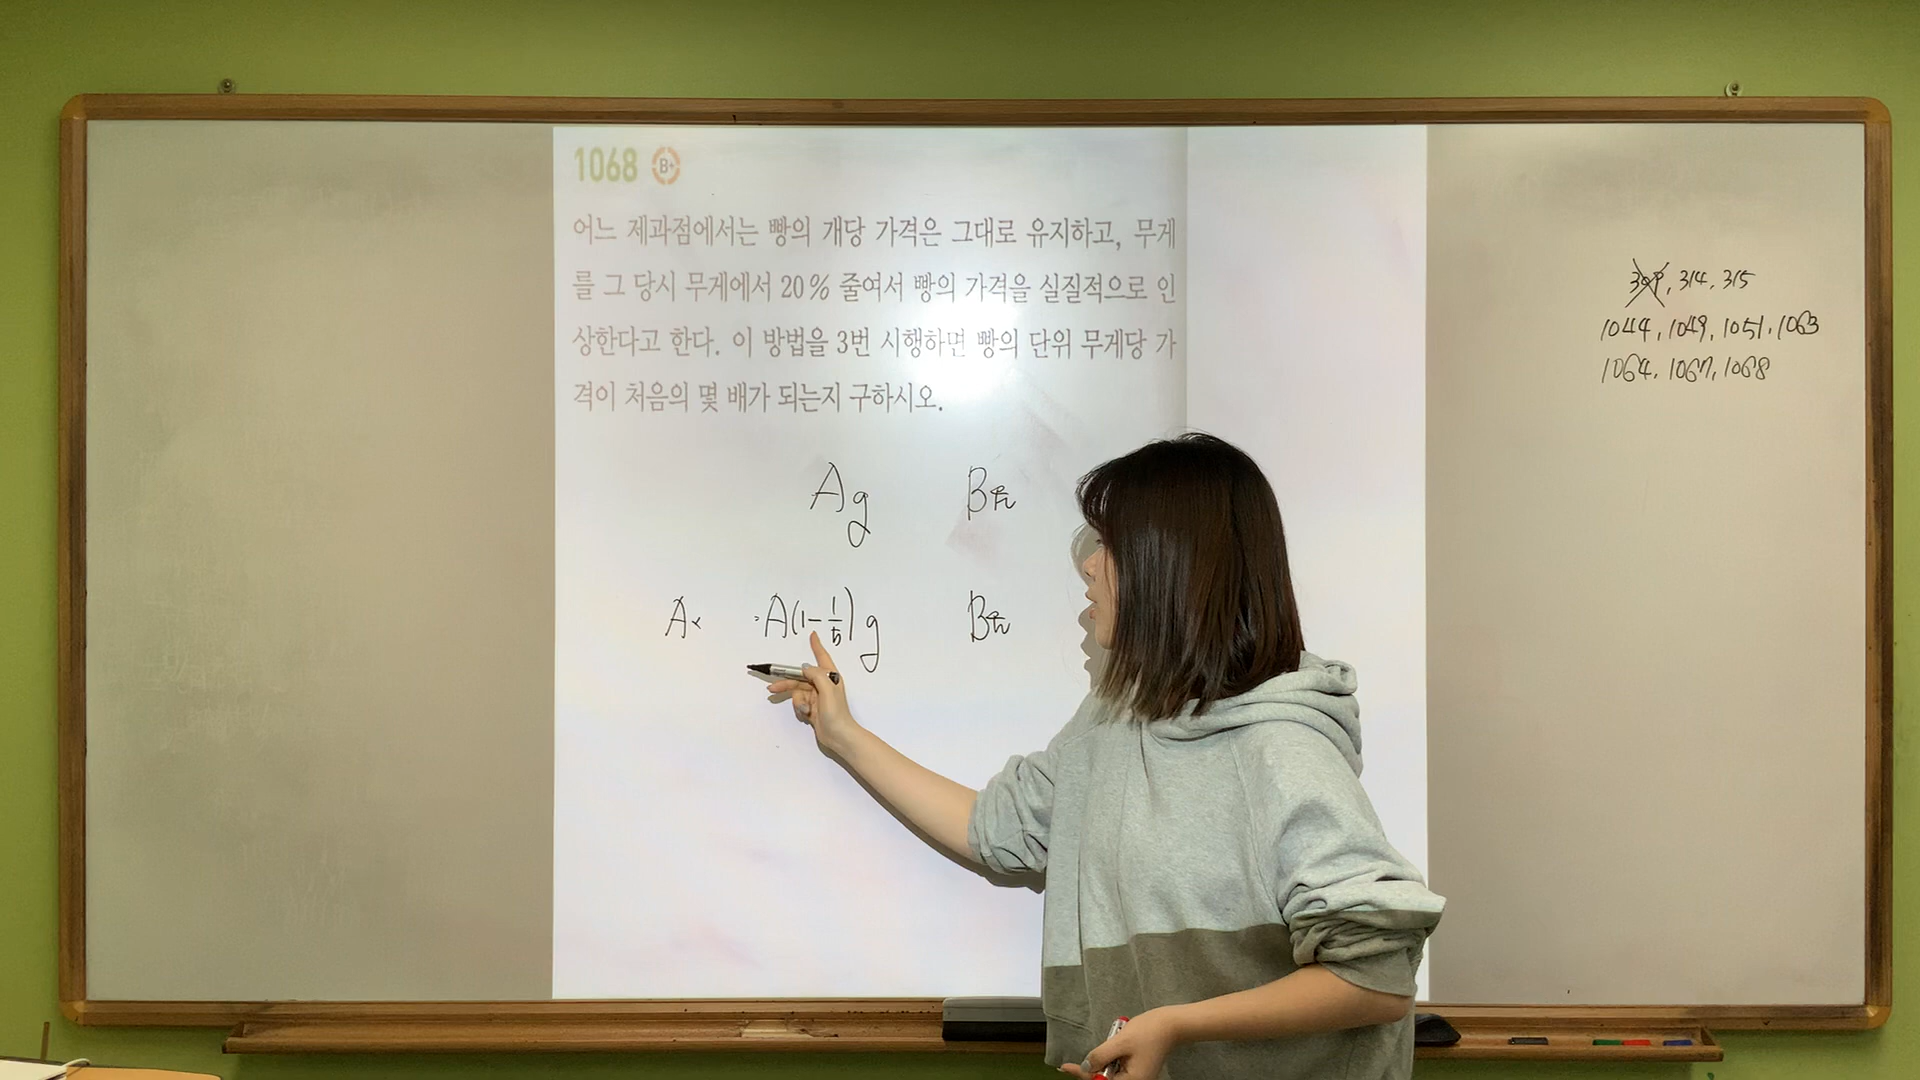 1068 B+
어느 제과점에서는 빵의 개당 가격은 그대로 유지하고, 무게
를 그 당시 무게에서 20% 줄여서 빵의 가격을 실질적으로 인
상한다고 한다. 이 방법을 3번 시행하면 빵의 단위 무게당 가
격이 처음의 몇 배가 되는지 구하시오.
Ag B원
A× A(1-1/5)g B원
314, 315
1044, 1049, 1051, 1063
1064, 1067, 1068